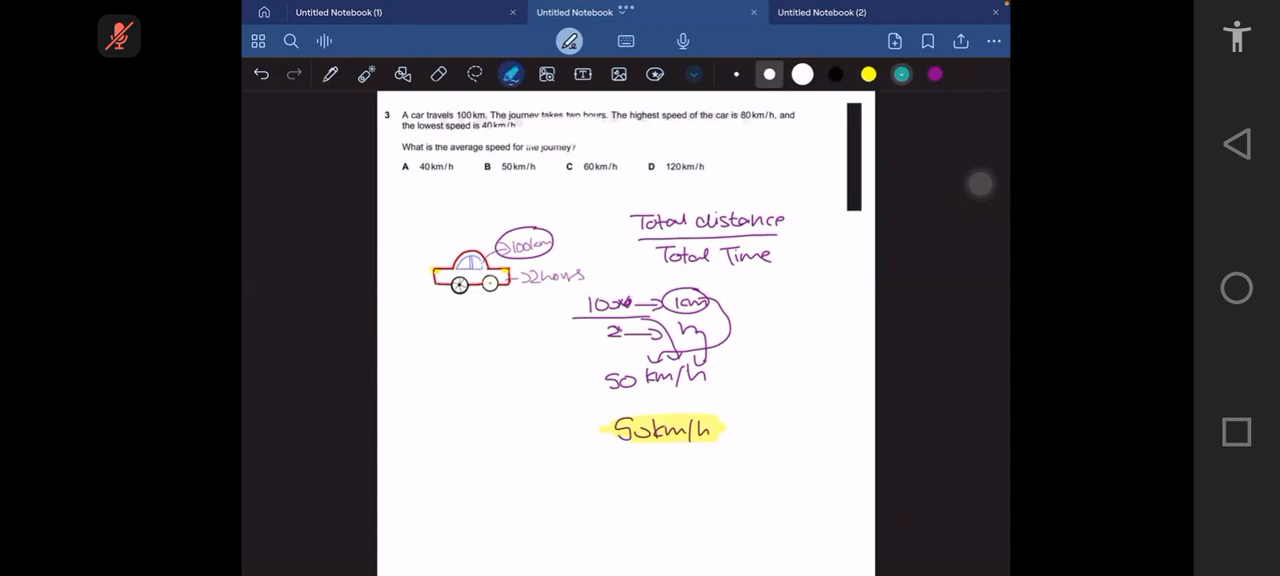 Untitled Notebook (1)
Untitled Notebook
Untitled Notebook (2)
3 A car travels 100 km. The journey takes two hours. The highest speed of the car is 80 km/h, and
the lowest speed is 40 km/h
What is the average speed for the journey?
A 40 km/h B 50 km/h C 60 km/h D 120 km/h
Total distance
Total Time
100km
2 hours
100 → km
2 → h
50 km/h
50km/h